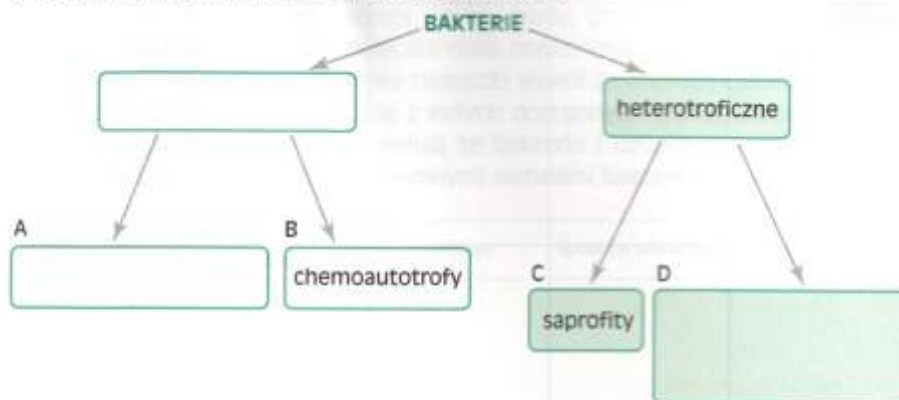 BAKTERIE
heterotroficzne
A
B
chemoautotrofy
C
D
saprofity